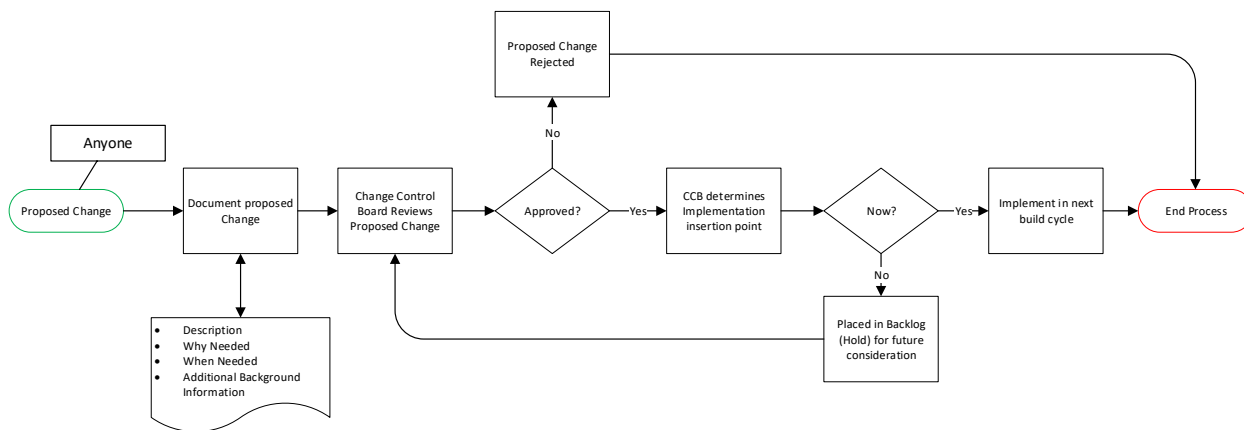 Proposed Change
Rejected
No
Anyone
Proposed Change
Document proposed
Change
Change Control
Board Reviews
Proposed Change
Approved?
Yes
CCB determines
Implementation
insertion point
Now?
Yes
Implement in next
build cycle
End Process
No
Placed in Backlog
(Hold) for future
consideration
• Description
• Why Needed
• When Needed
• Additional Background
Information